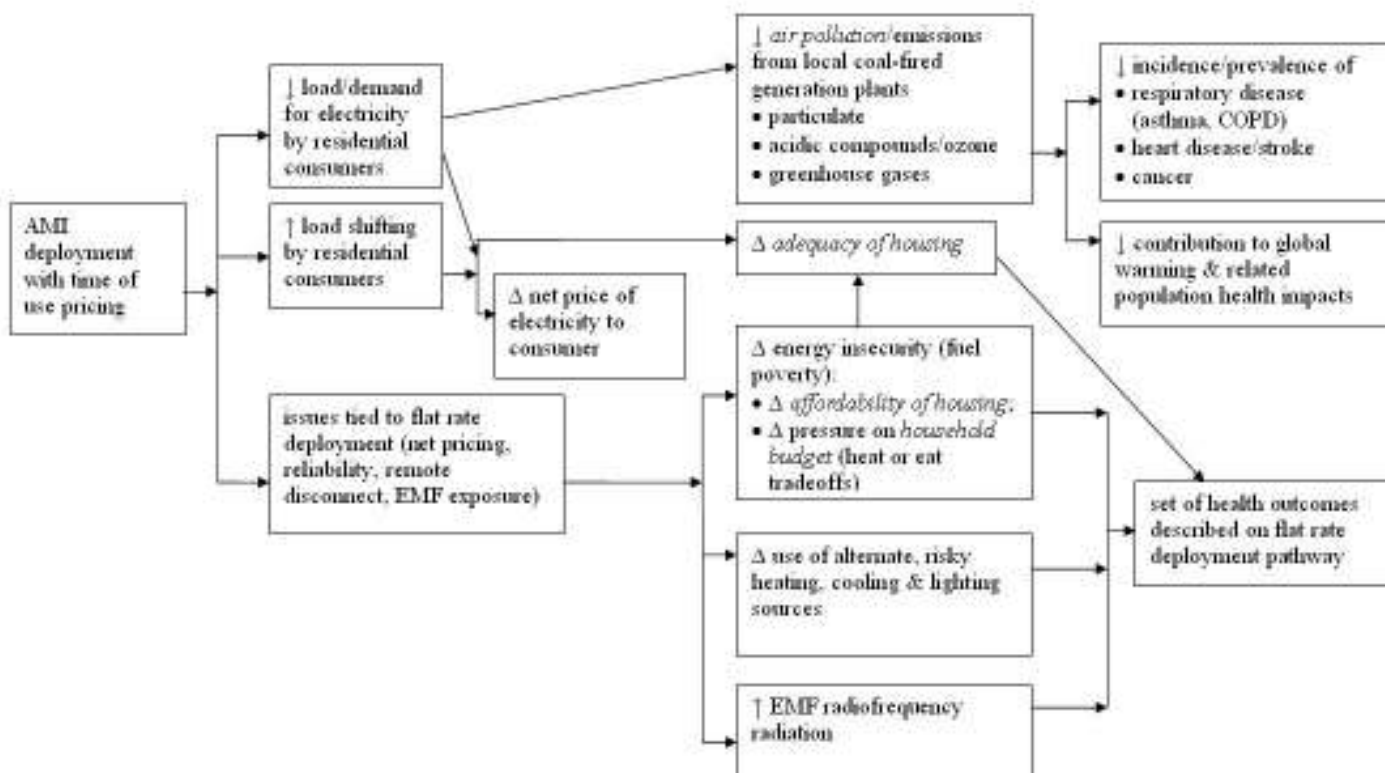 AMI
deployment
with time of
use pricing
↓ load/demand
for electricity
by residential
consumers
↑ load shifting
by residential
consumers
issues tied to flat rate
deployment (net pricing,
reliability, remote
disconnect, EMF exposure)
Δ net price of
electricity to
consumer
↓ air pollution/emissions
from local coal-fired
generation plants
• particulate
• acidic compounds/ozone
• greenhouse gases
Δ adequacy of housing
Δ energy insecurity (fuel
poverty).
• Δ affordability of housing;
• Δ pressure on household
budget (heat or eat
tradeoffs)
Δ use of alternate, risky
heating, cooling & lighting
sources
↑ EMF radiofrequency
radiation
↓ incidence/prevalence of
• respiratory disease
(asthma, COPD)
• heart disease/stroke
• cancer
↓ contribution to global
warming & related
population health impacts
set of health outcomes
described on flat rate
deployment pathway